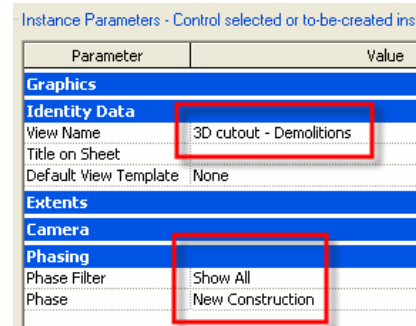 Instance Parameters - Control selected or to-be-created ins
Parameter Value
Graphics
Identity Data
View Name 3D cutout - Demolitions
Title on Sheet
Default View Template None
Extents
Camera
Phasing
Phase Filter Show All
Phase New Construction